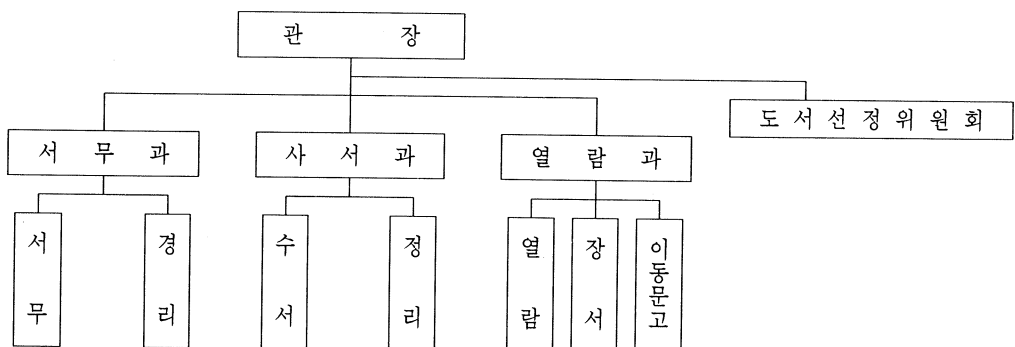 관 장
도서선정위원회
서무과
사서과
열람과
서무
경리
수서
정리
열람
장서
이동문고